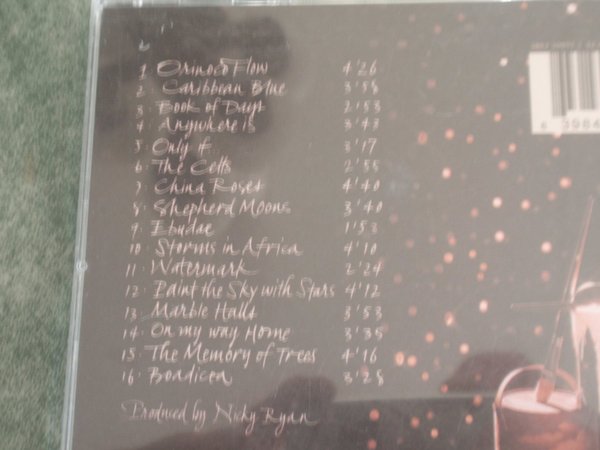 1 Orinoco Flow 4'26
2 Caribbean Blue 3'58
3 Book of Days 2'53
4 Anywhere is 3'43
5 Only if 3'17
6 The Celts 2'55
7 China Roses 4'40
8 Shepherd Moons 3'40
9 Ebudae 1'53
10 Storms in Africa 4'10
11 Watermark 2'24
12 Paint the Sky with Stars 4'12
13 Marble Halls 3'53
14 On my way Home 3'35
15 The Memory of Trees 4'16
16 Boadicea 3'28
Produced by Nicky Ryan